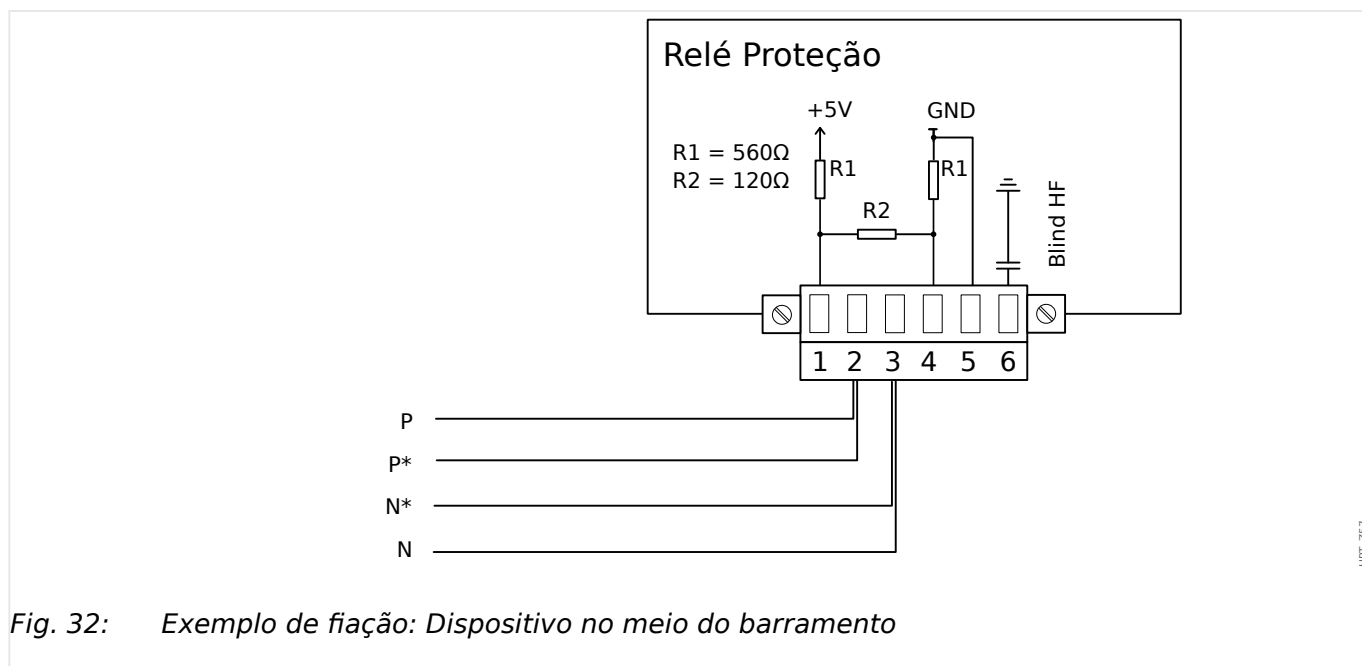 Relé Proteção
+5V
GND
R1 = 560Ω
R2 = 120Ω
R1
R1
R2
Blind HF
1 2 3 4 5 6
P
P*
N*
N
Fig. 32: Exemplo de fiação: Dispositivo no meio do barramento